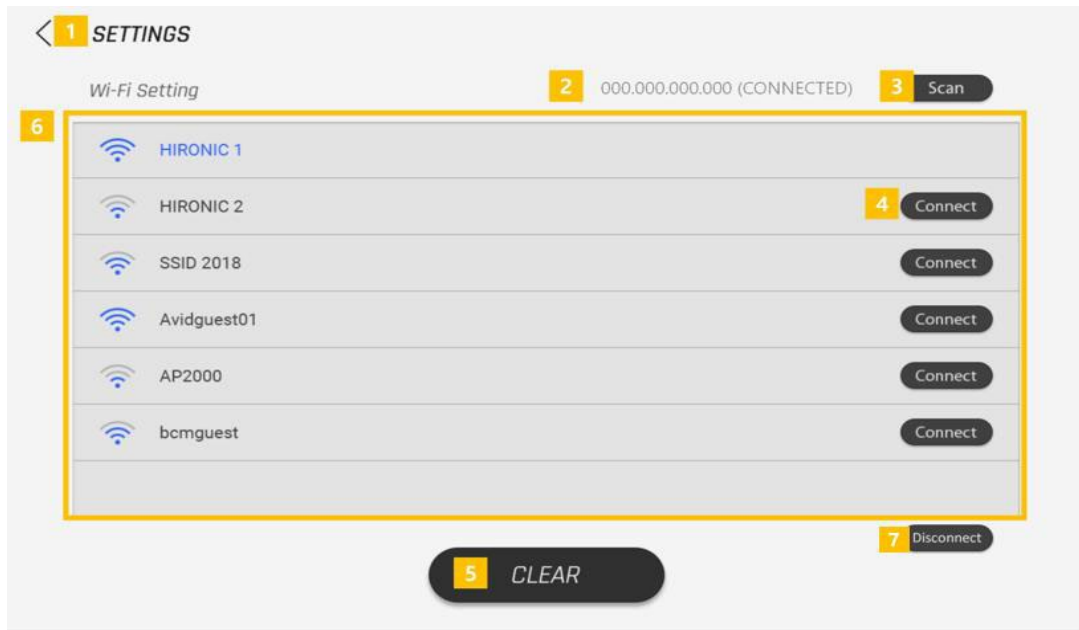 1 SETTINGS
Wi-Fi Setting 2 000.000.000.000 (CONNECTED) 3 Scan
6
HIRONIC 1
HIRONIC 2 4 Connect
SSID 2018 Connect
Avidguest01 Connect
AP2000 Connect
bcmguest Connect
7 Disconnect
5 CLEAR